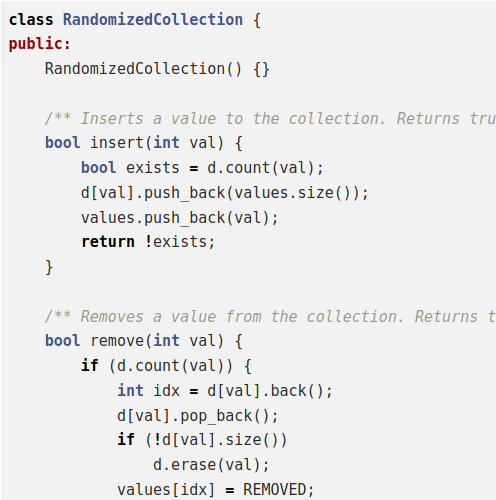 class RandomizedCollection {
public:
    RandomizedCollection() {}

    /** Inserts a value to the collection. Returns tru
    bool insert(int val) {
        bool exists = d.count(val);
        d[val].push_back(values.size());
        values.push_back(val);
        return !exists;
    }

    /** Removes a value from the collection. Returns t
    bool remove(int val) {
        if (d.count(val)) {
            int idx = d[val].back();
            d[val].pop_back();
            if (!d[val].size())
                d.erase(val);
            values[idx] = REMOVED;